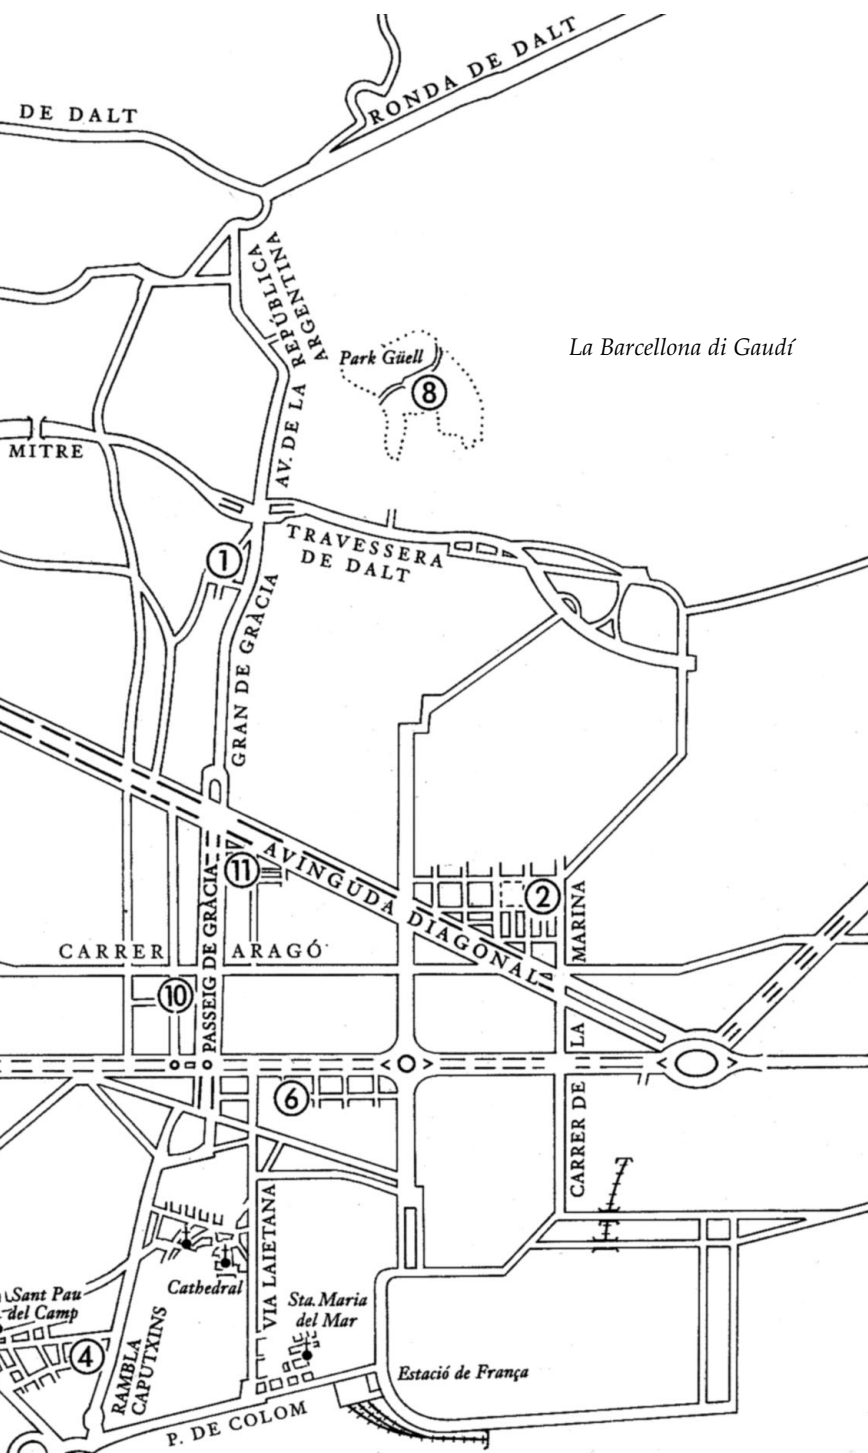 RONDA DE DALT
DE DALT
AV. DE LA REPÚBLICA
ARGENTINA
Park Güell
La Barcellona di Gaudí
8
MITRE
TRAVESSERA
DE DALT
1
GRAN DE GRÀCIA
11
AVINGUDA DIAGONAL
2
CARRER ARAGÓ
PASSEIG DE GRÀCIA
10
CARRER DE LA MARINA
6
VIA LAIETANA
Cathedral
Sant Pau
del Camp
Sta. Maria
del Mar
4
RAMBLA
CAPUTXINS
Estació de França
P. DE COLOM